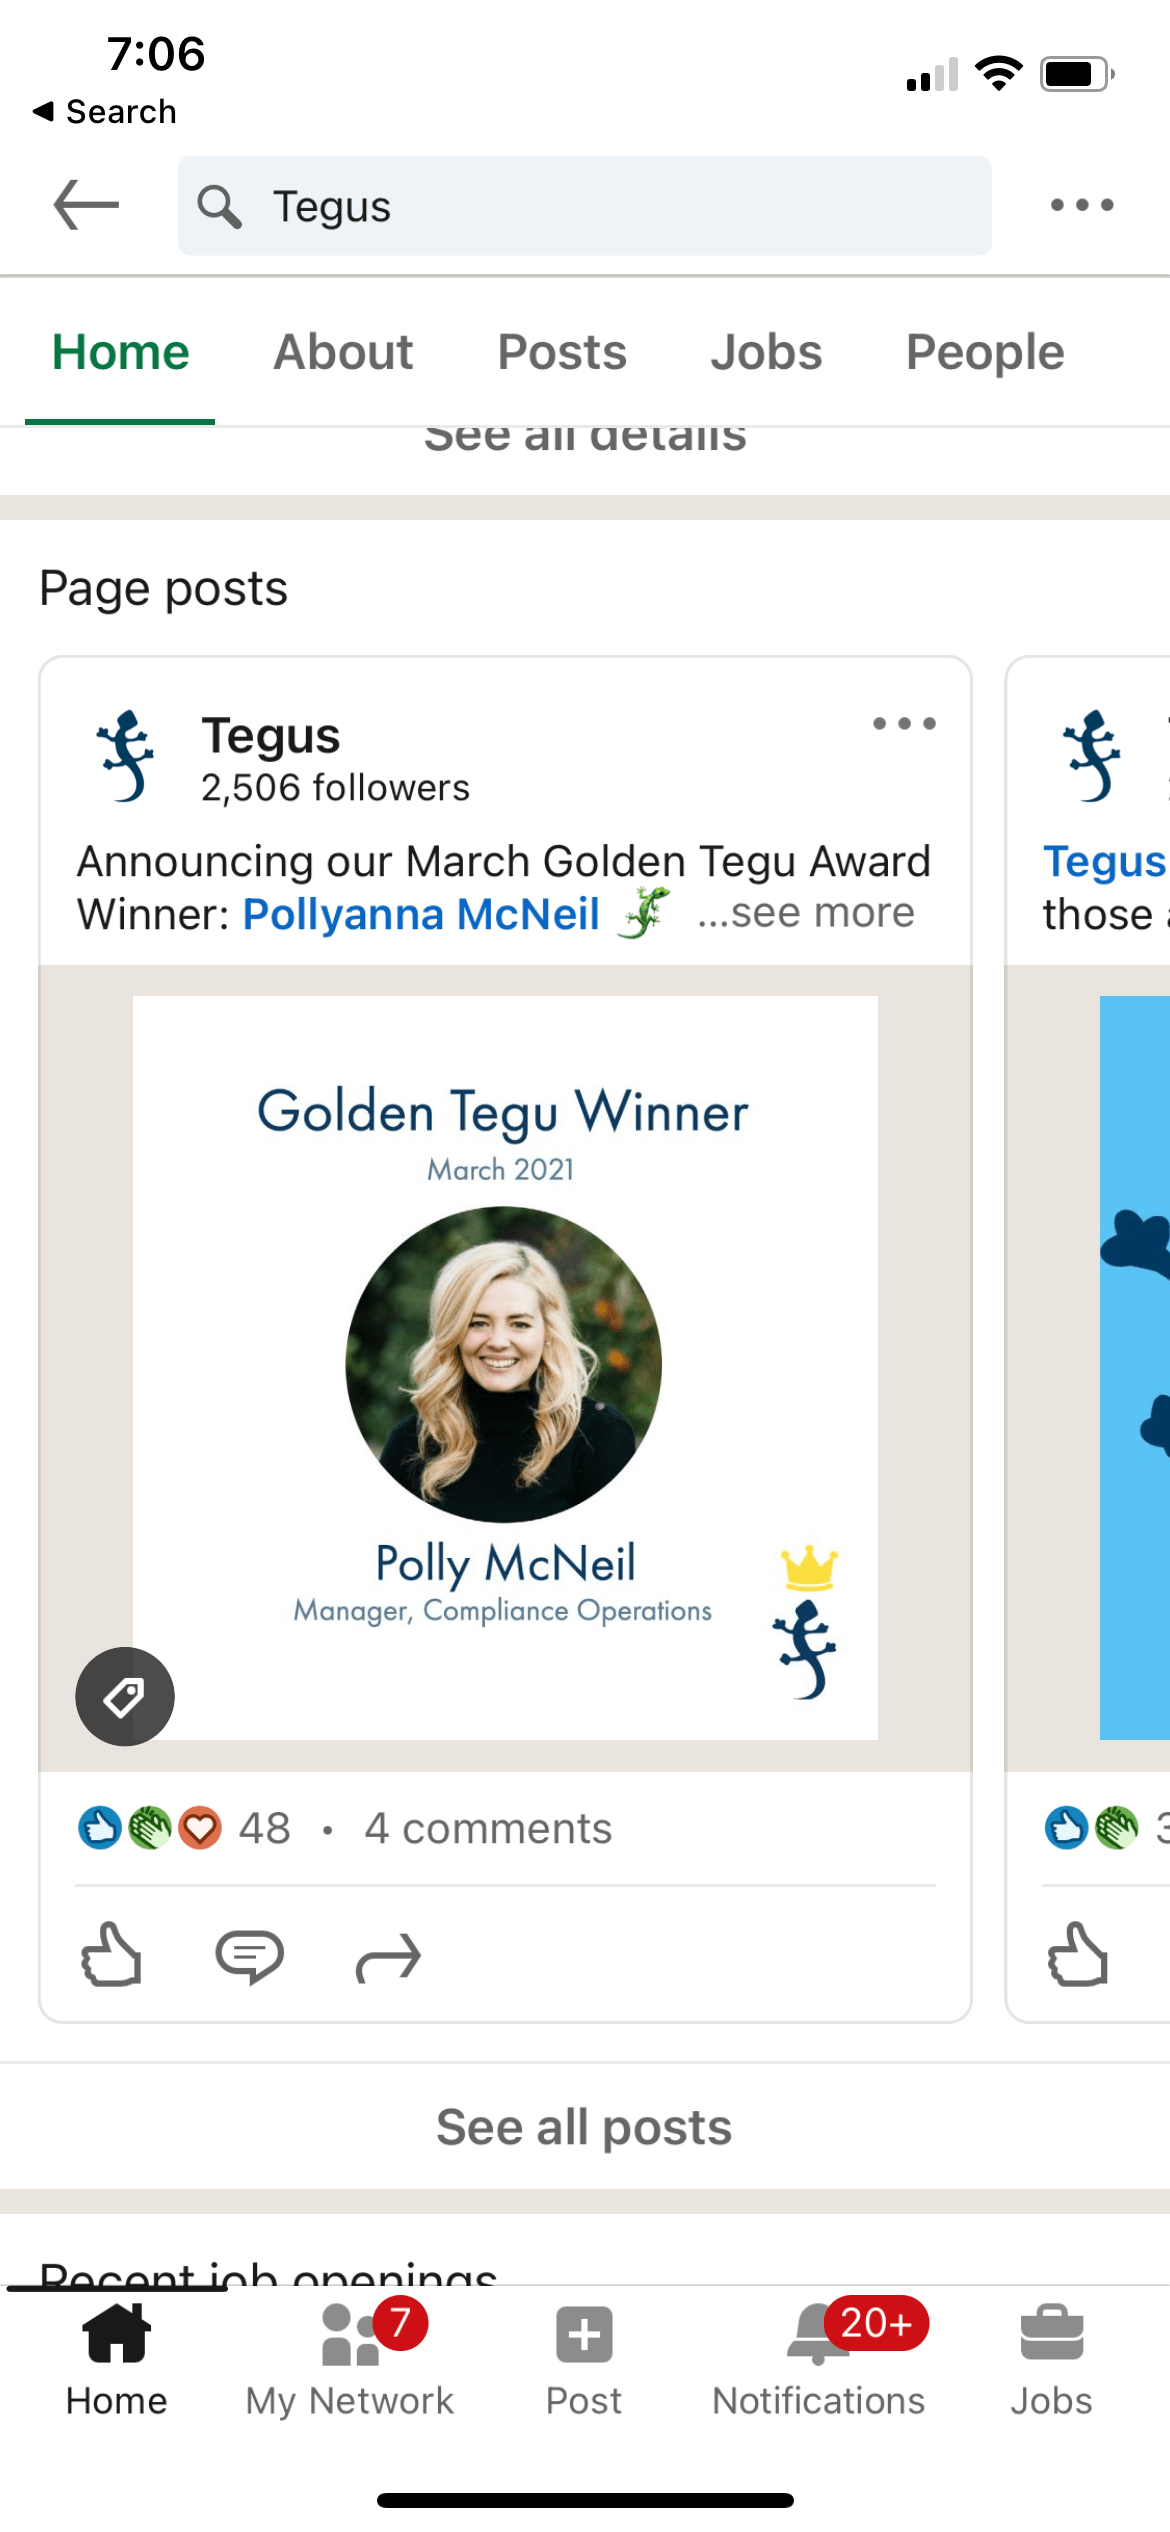 7:06
Search
Tegus
Home About Posts Jobs People
See all details
Page posts
Tegus
2,506 followers
Announcing our March Golden Tegu Award
Winner: Pollyanna McNeil ...see more
Tegus
those
Golden Tegu Winner
March 2021
Polly McNeil
Manager, Compliance Operations
48 • 4 comments
See all posts
Recent job openings
7 20+
Home My Network Post Notifications Jobs